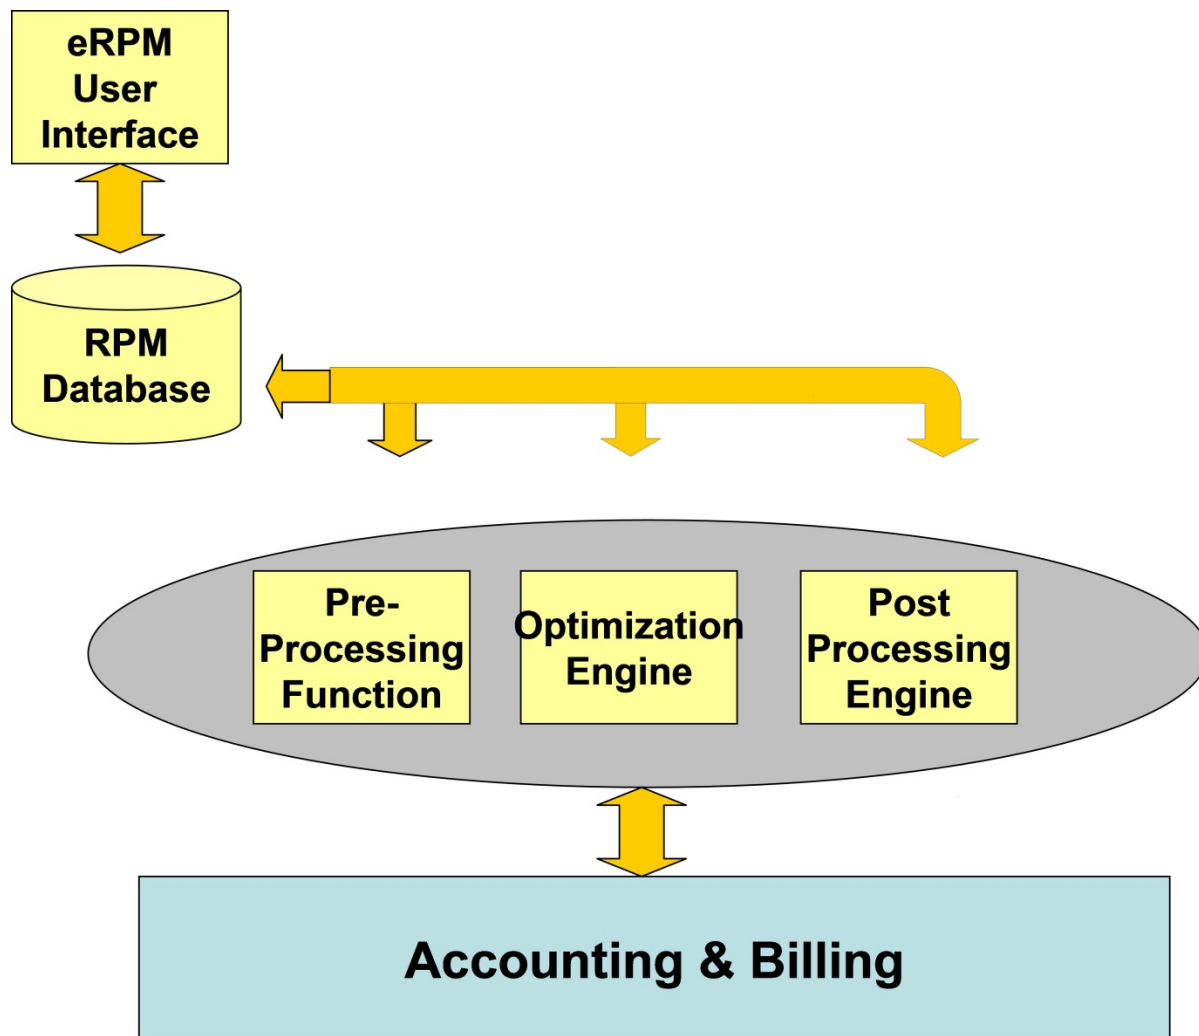 eRPM
User
Interface
RPM
Database
Pre-
Processing
Function
Optimization
Engine
Post
Processing
Engine
Accounting & Billing